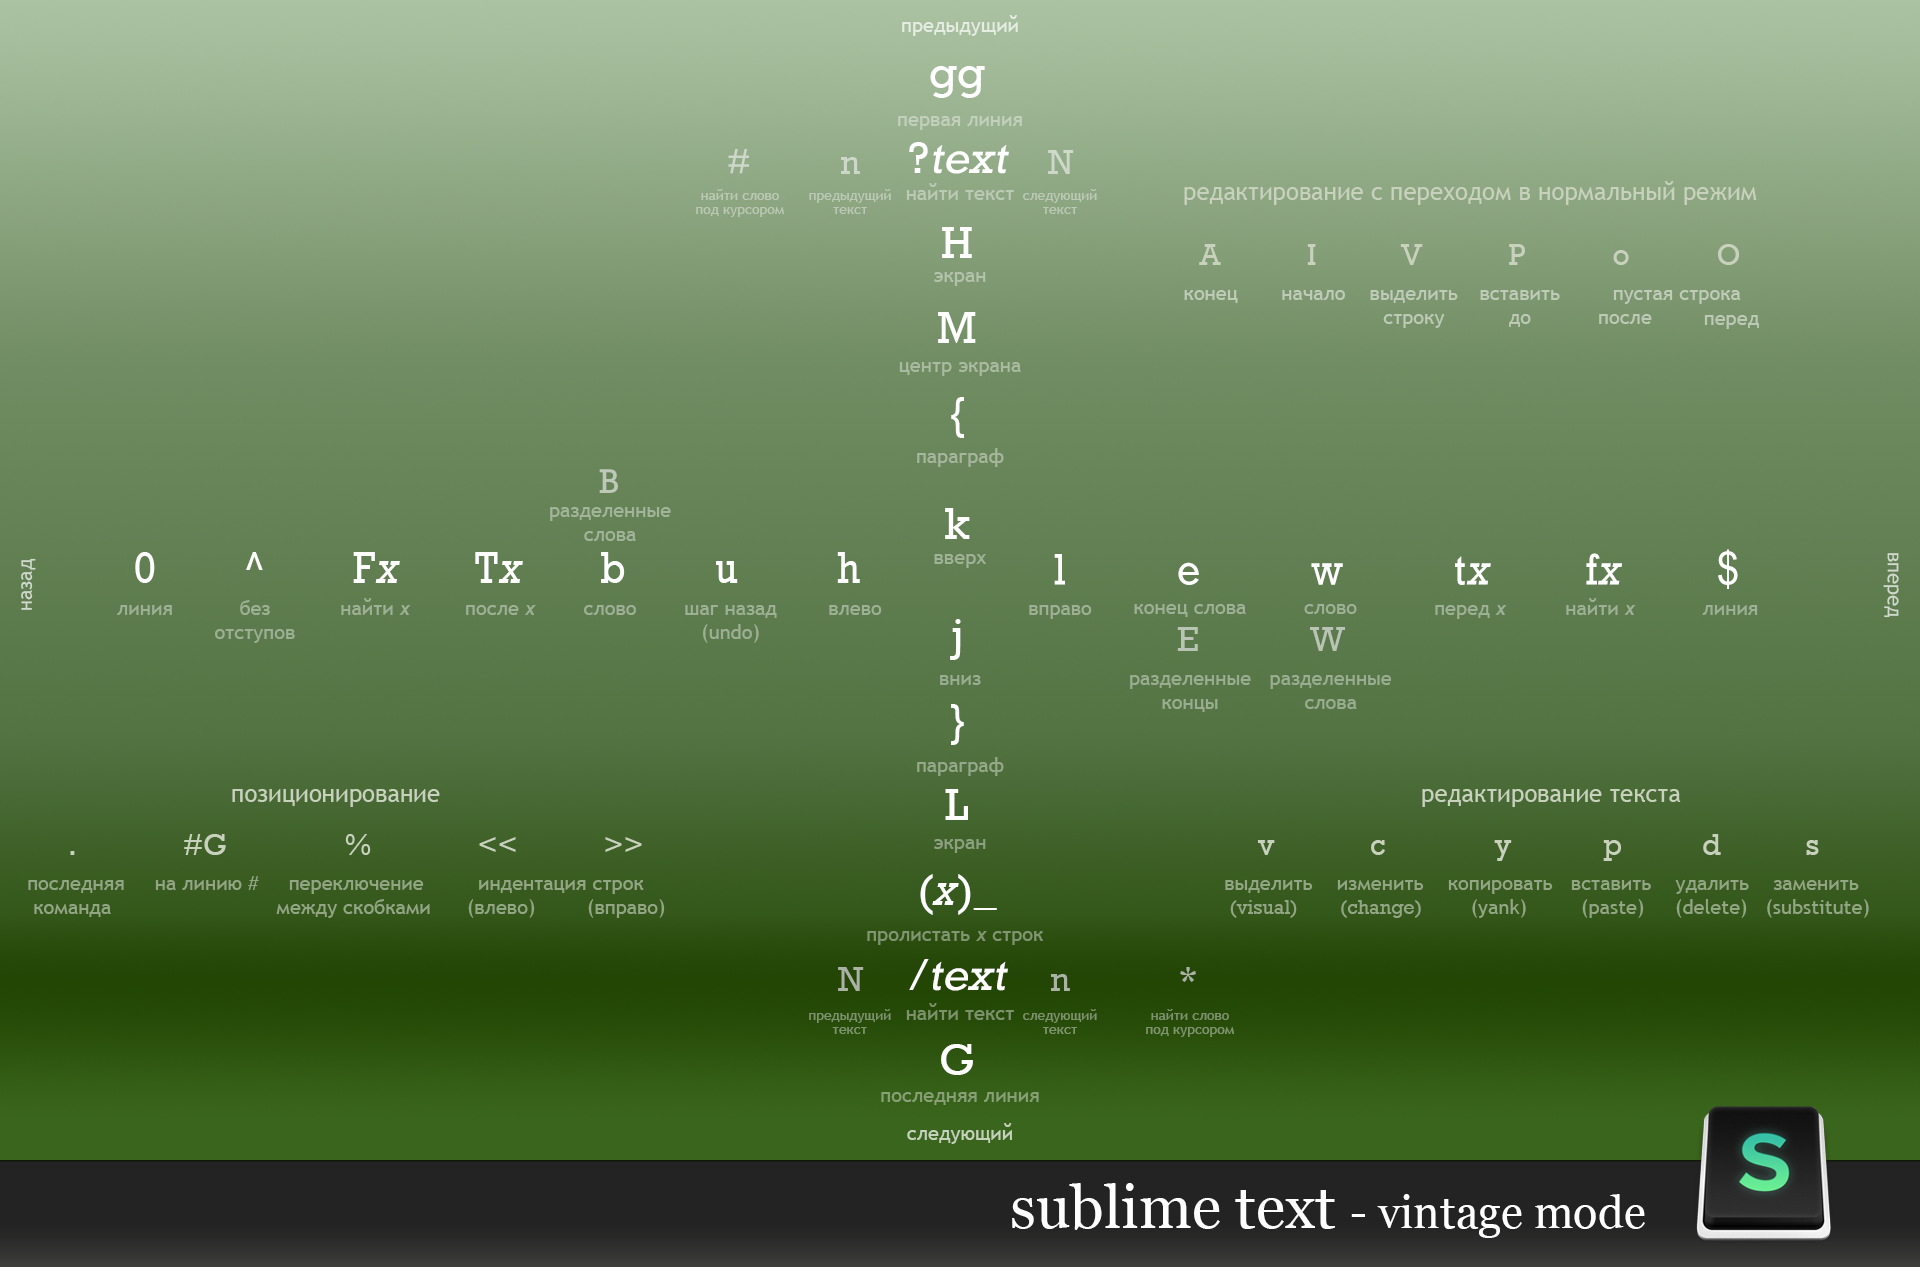 предыдущий
gg
первая линия
# n ?text N
найти слово под курсором
предыдущий текст
найти текст
следующий текст
H
экран
M
центр экрана
{
параграф
k
вверх
редактирование с переходом в нормальный режим
A I V P o O
конец
начало
выделить строку
вставить до
пустая строка
после
перед
B
разделенные слова
назад
0 ^ Fx Tx b u h
линия
без отступов
найти x
после x
слово
шаг назад (undo)
влево
l e w tx fx $
вправо
конец слова
слово
перед x
найти x
линия
вперед
E W
разделенные концы
разделенные слова
j
вниз
}
параграф
L
экран
(x)_
пролистать x строк
N /text n *
предыдущий текст
найти текст
следующий текст
найти слово под курсором
G
последняя линия
следующий
позиционирование
. #G % << >>
последняя команда
на линию #
переключение между скобками
индентация строк
(влево) (вправо)
редактирование текста
v c y p d s
выделить (visual)
изменить (change)
копировать (yank)
вставить (paste)
удалить (delete)
заменить (substitute)
sublime text - vintage mode
S